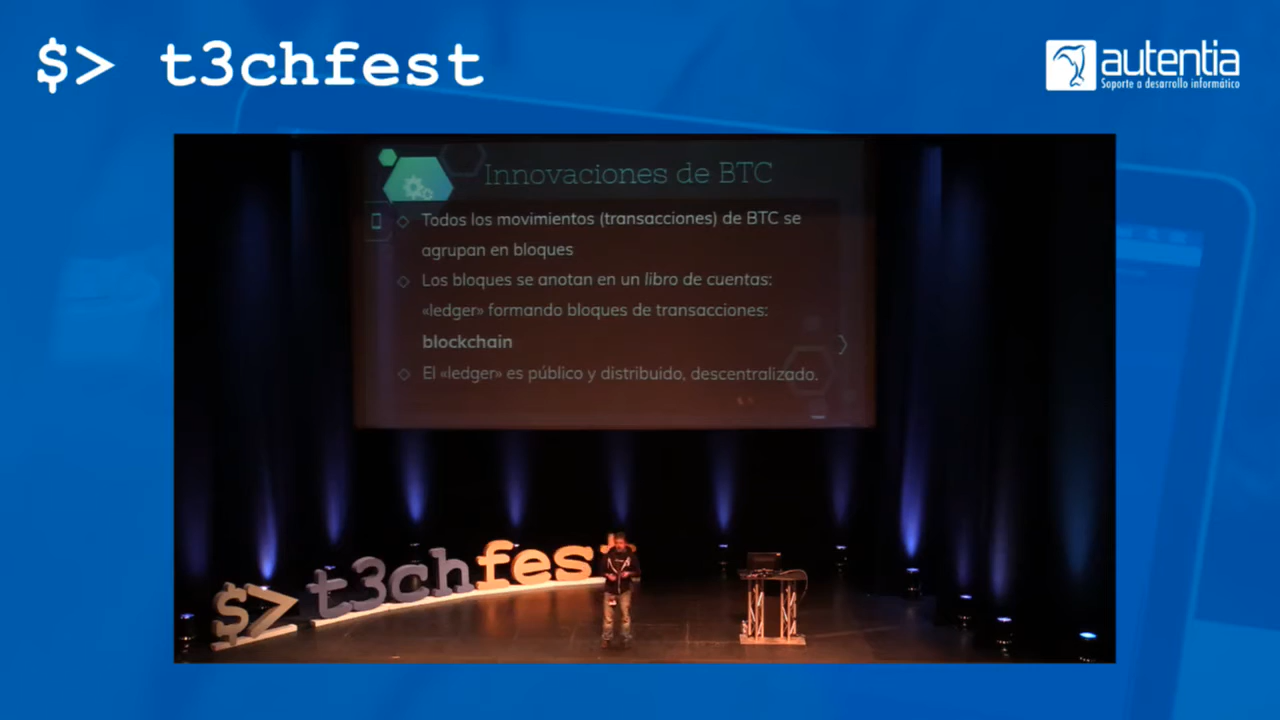 $> t3chfest
autentia
Soporte a desarrollo informático
Innovaciones de BTC
Todos los movimientos (transacciones) de BTC se
agrupan en bloques
Los bloques se anotan en un libro de cuentas:
«ledger» formando bloques de transacciones:
blockchain
El «ledger» es público y distribuido, descentralizado.
$> t3chfest